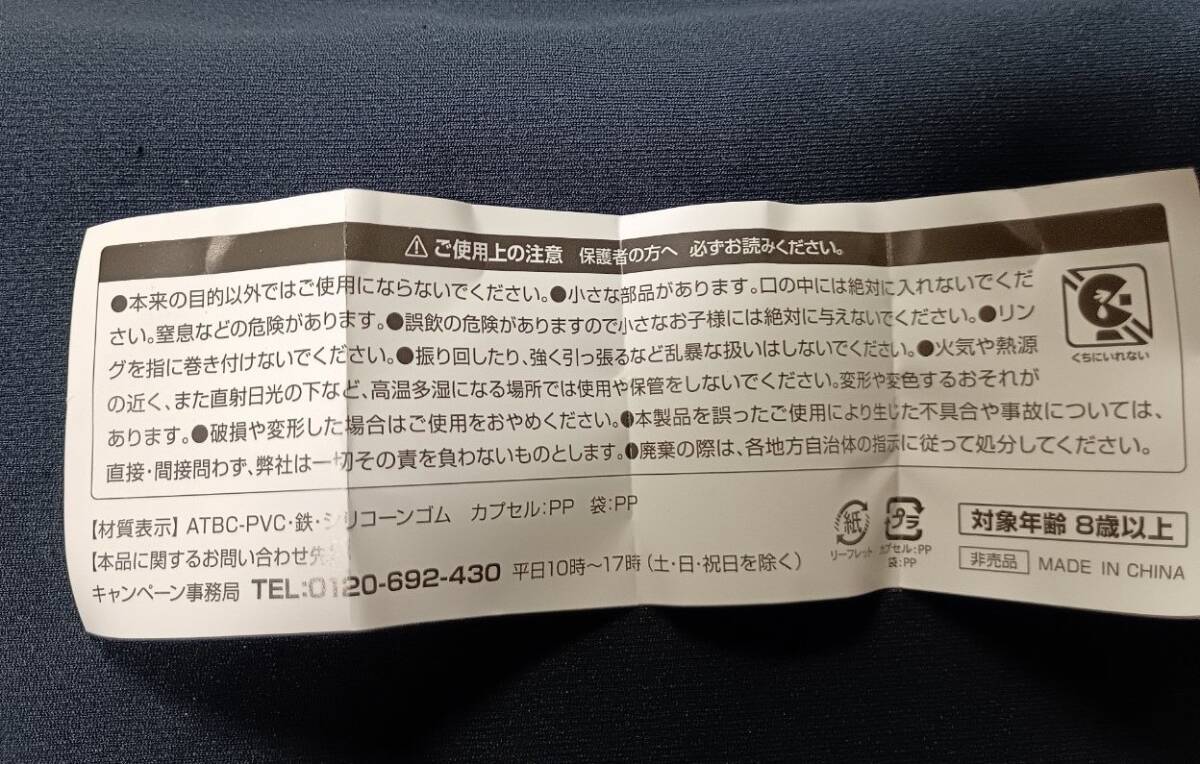 ⚠ ご使用上の注意 保護者の方へ 必ずお読みください。
●本来の目的以外ではご使用にならないでください。●小さな部品があります。口の中には絶対に入れないでくだ
さい。窒息などの危険があります。●誤飲の危険がありますので小さなお子様には絶対に与えないでください。●リン
グを指に巻き付けないでください。●振り回したり、強く引っ張るなど乱暴な扱いはしないでください。●火気や熱源
の近く、また直射日光の下など、高温多湿になる場所では使用や保管をしないでください。変形や変色するおそれが
あります。●破損や変形した場合はご使用をおやめください。●本製品を誤ったご使用により生じた不具合や事故については、
直接・間接問わず、弊社は一切その責を負わないものとします。●廃棄の際は、各地方自治体の指示に従って処分してください。
くちにいれない
【材質表示】ATBC-PVC・鉄・シリコーンゴム カプセル:PP 袋:PP
【本品に関するお問い合わせ先
キャンペーン事務局 TEL:0120-692-430 平日10時〜17時(土・日・祝日を除く)
紙
リーフレット
プラ
カプセル:PP
袋:PP
対象年齢 8歳以上
非売品 MADE IN CHINA